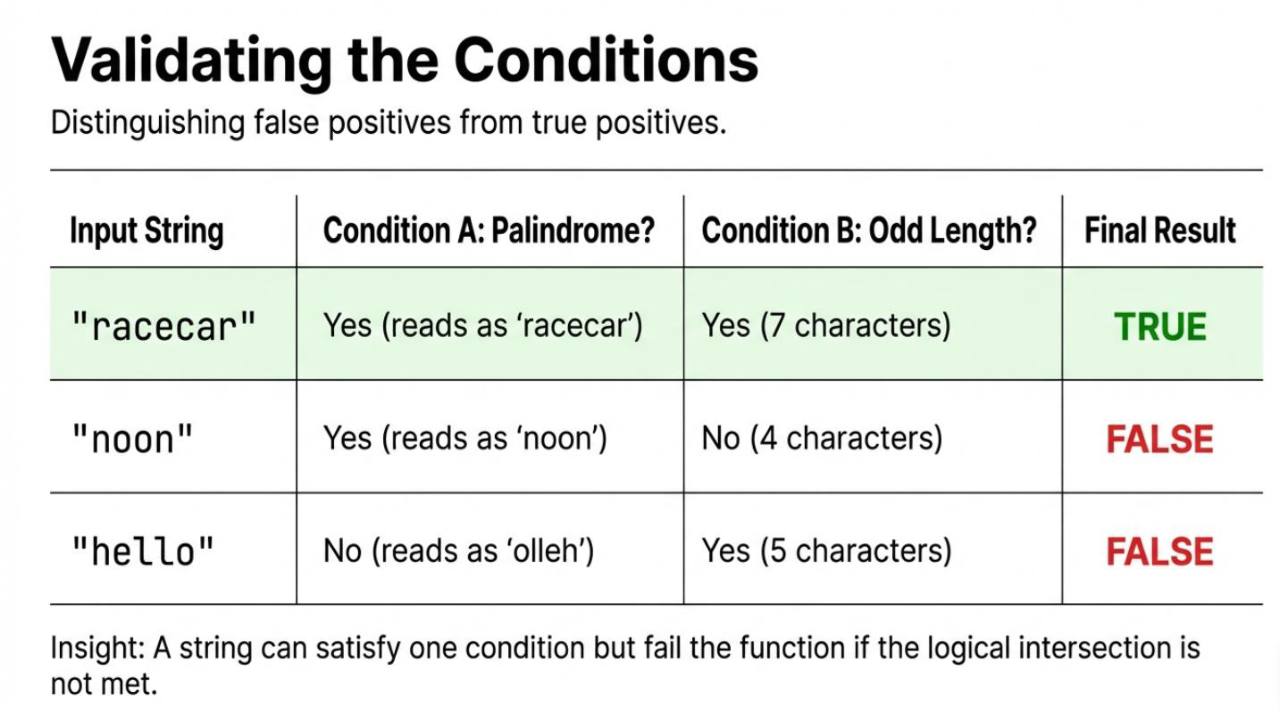 Validating the Conditions
Distinguishing false positives from true positives.
Input String Condition A: Palindrome? Condition B: Odd Length? Final Result
"racecar" Yes (reads as ‘racecar’) Yes (7 characters) TRUE
"noon" Yes (reads as ‘noon’) No (4 characters) FALSE
"hello" No (reads as ‘olleh’) Yes (5 characters) FALSE
Insight: A string can satisfy one condition but fail the function if the logical intersection is
not met.